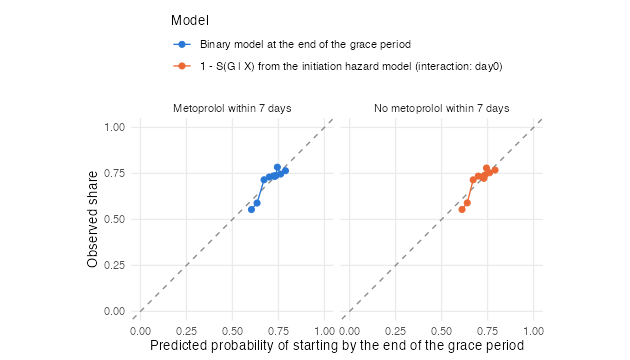 Model
Binary model at the end of the grace period
1 - S(G | X) from the initiation hazard model (interaction: day0)
Metoprolol within 7 days
No metoprolol within 7 days
Observed share
1.00
0.75
0.50
0.25
0.00
0.00 0.25 0.50 0.75 1.00 0.00 0.25 0.50 0.75 1.00
Predicted probability of starting by the end of the grace period